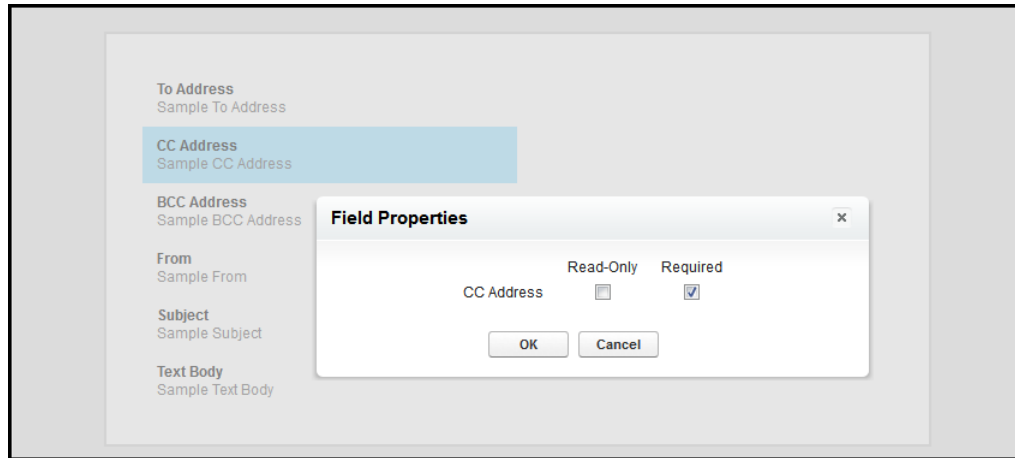 To Address
Sample To Address
CC Address
Sample CC Address
BCC Address
Sample BCC Address
From
Sample From
Subject
Sample Subject
Text Body
Sample Text Body
Field Properties
Read-Only Required
CC Address
OK Cancel